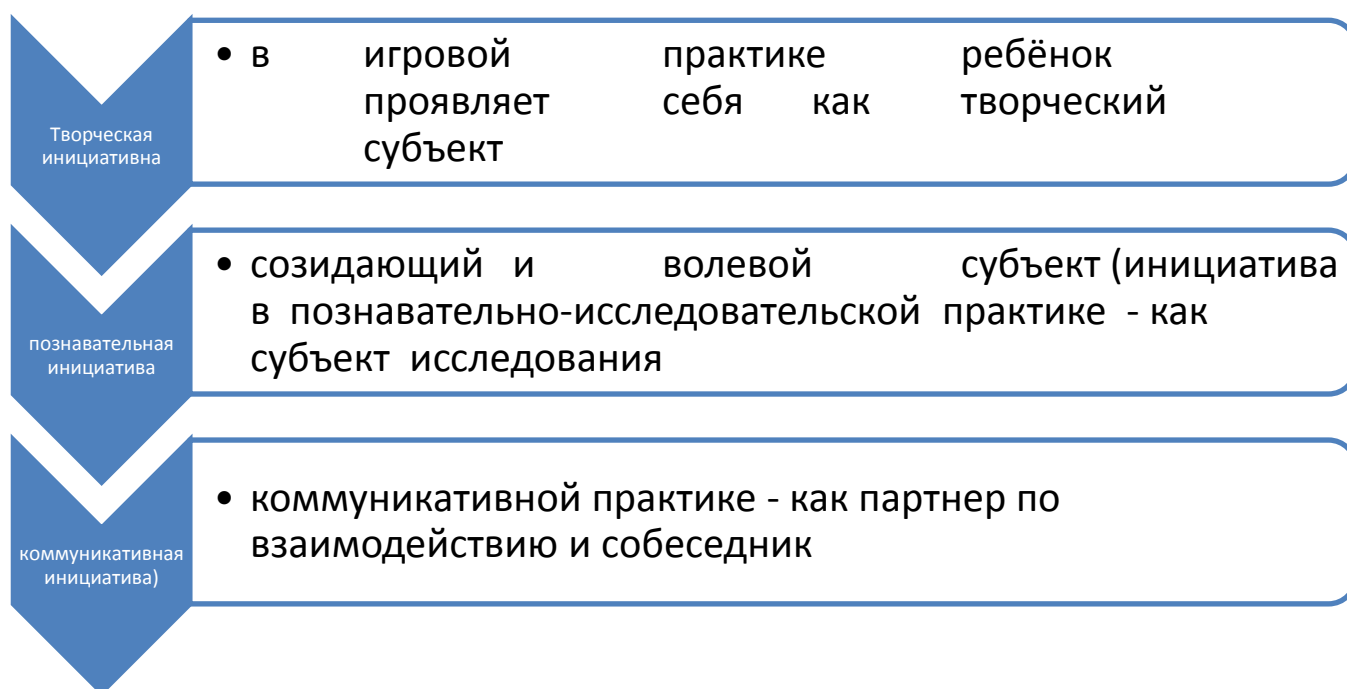 Творческая
инициативна
• в игровой практике ребёнок
проявляет себя как творческий
субъект
познавательная
инициатива
• созидающий и волевой субъект (инициатива
в познавательно-исследовательской практике - как
субъект исследования
коммуникативная
инициатива)
• коммуникативной практике - как партнер по
взаимодействию и собеседник